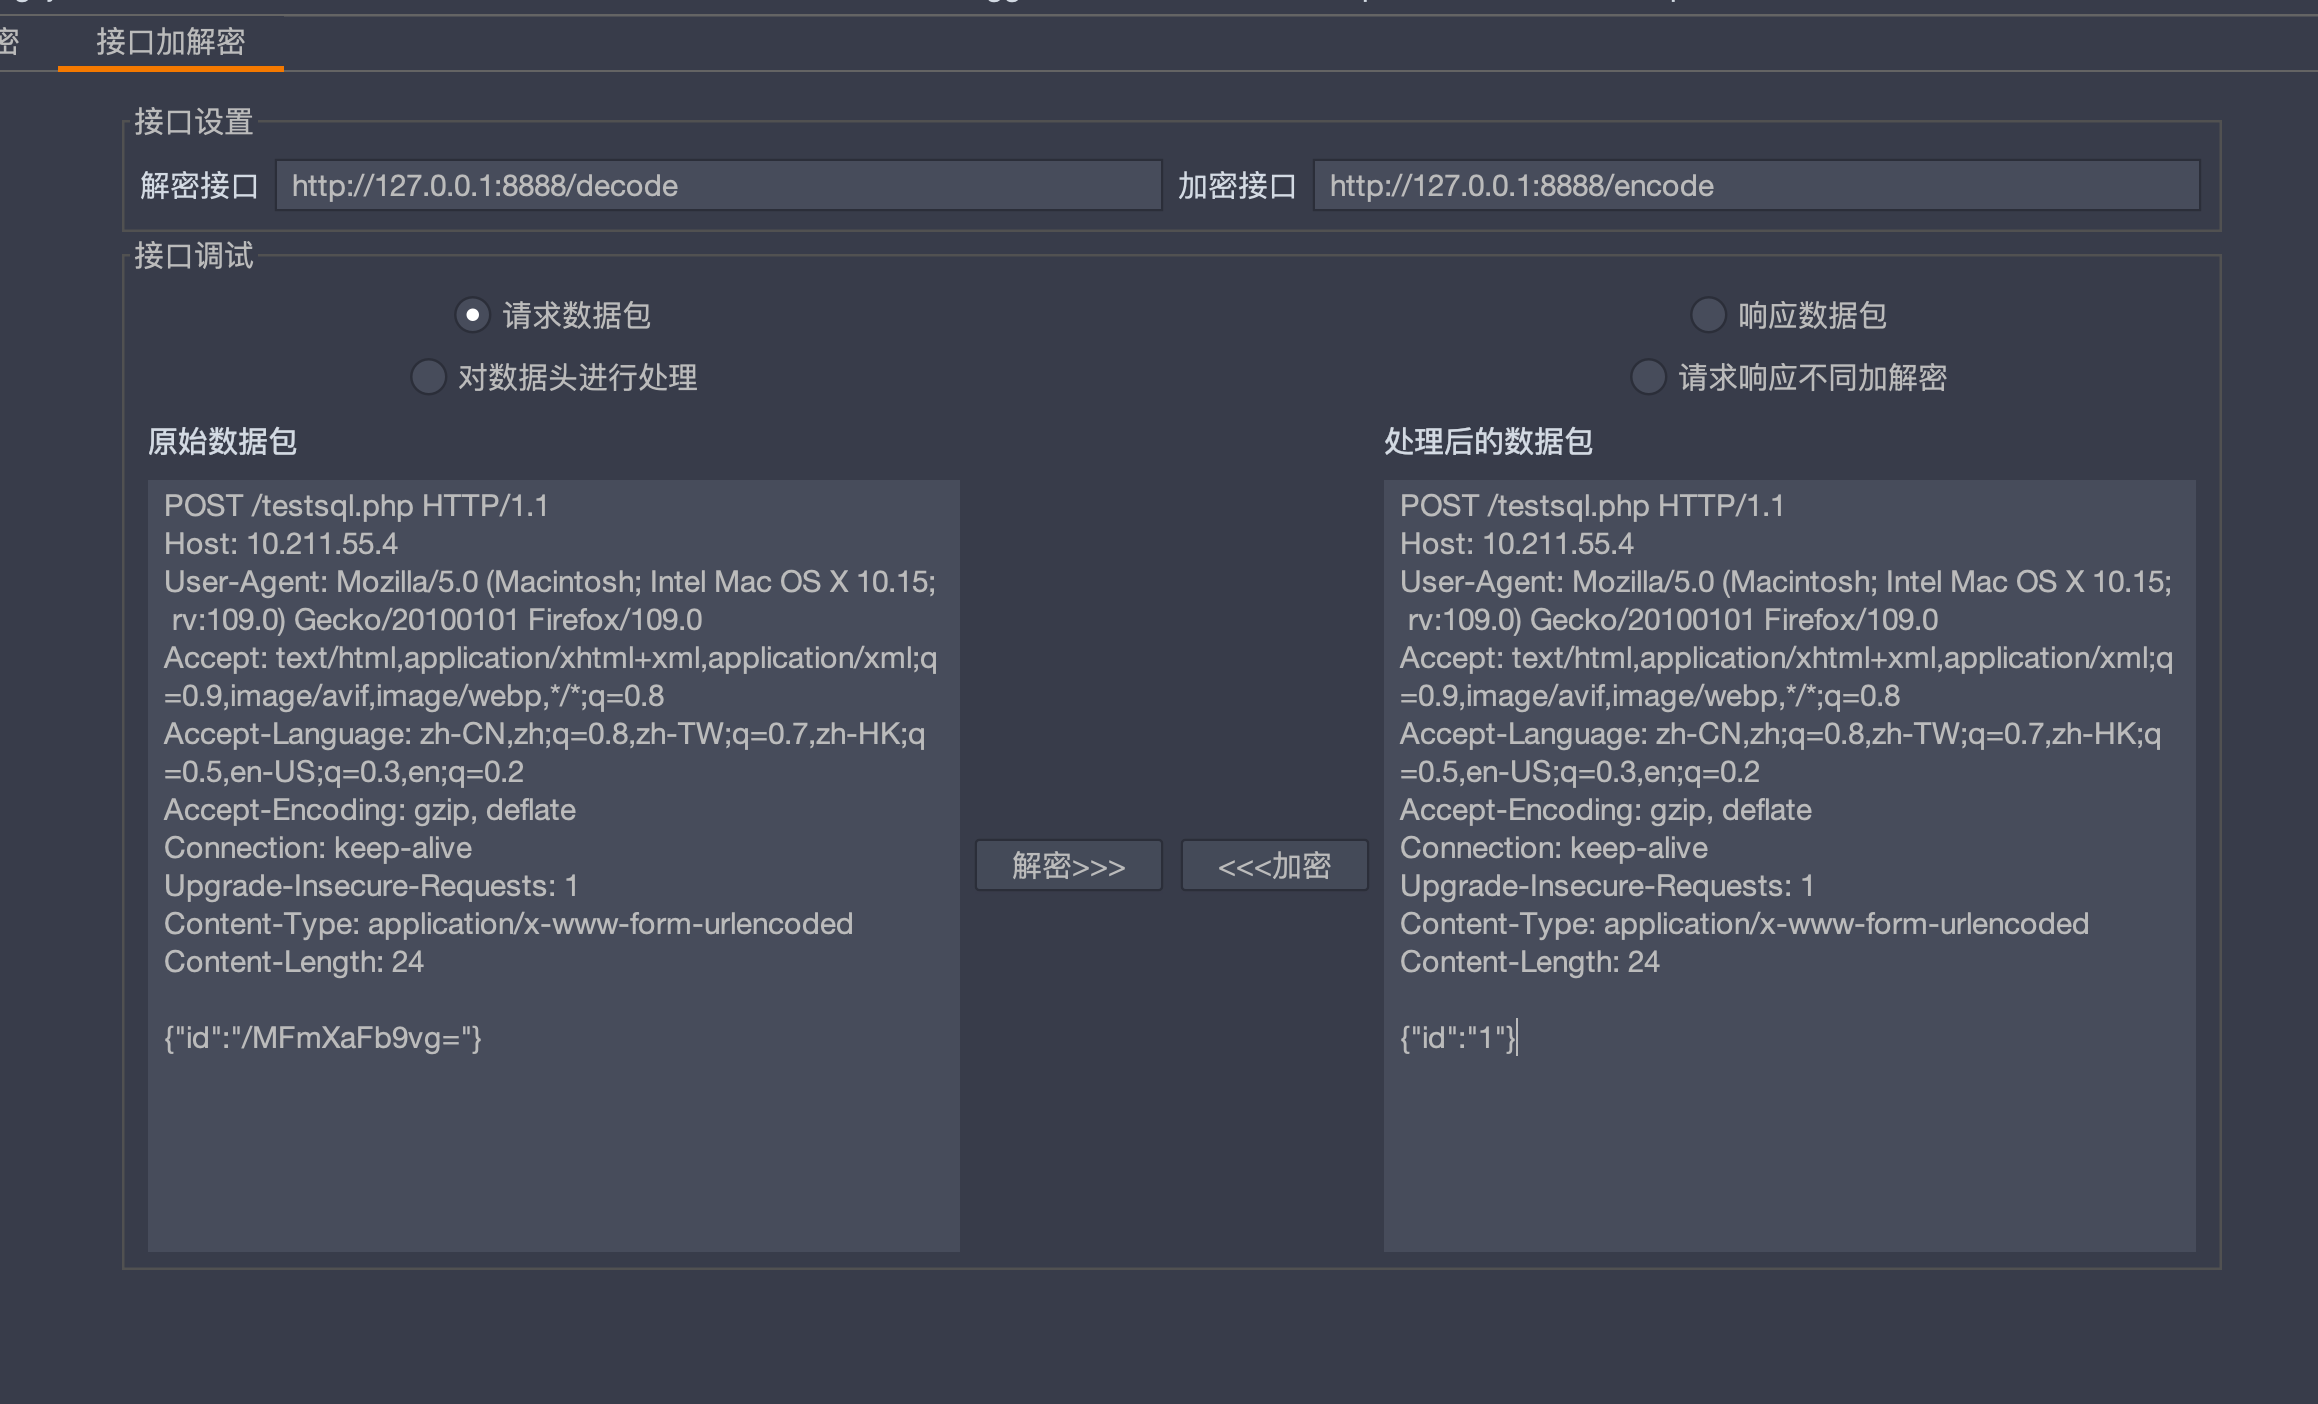 密 接口加解密
接口设置
解密接口 http://127.0.0.1:8888/decode 加密接口 http://127.0.0.1:8888/encode
接口调试
请求数据包 响应数据包
对数据头进行处理 请求响应不同加解密
原始数据包
POST /testsql.php HTTP/1.1
Host: 10.211.55.4
User-Agent: Mozilla/5.0 (Macintosh; Intel Mac OS X 10.15;
rv:109.0) Gecko/20100101 Firefox/109.0
Accept: text/html,application/xhtml+xml,application/xml;q
=0.9,image/avif,image/webp,*/*;q=0.8
Accept-Language: zh-CN,zh;q=0.8,zh-TW;q=0.7,zh-HK;q
=0.5,en-US;q=0.3,en;q=0.2
Accept-Encoding: gzip, deflate
Connection: keep-alive
Upgrade-Insecure-Requests: 1
Content-Type: application/x-www-form-urlencoded
Content-Length: 24
{"id":"/MFmXaFb9vg="}
解密>>> <<<加密
处理后的数据包
POST /testsql.php HTTP/1.1
Host: 10.211.55.4
User-Agent: Mozilla/5.0 (Macintosh; Intel Mac OS X 10.15;
rv:109.0) Gecko/20100101 Firefox/109.0
Accept: text/html,application/xhtml+xml,application/xml;q
=0.9,image/avif,image/webp,*/*;q=0.8
Accept-Language: zh-CN,zh;q=0.8,zh-TW;q=0.7,zh-HK;q
=0.5,en-US;q=0.3,en;q=0.2
Accept-Encoding: gzip, deflate
Connection: keep-alive
Upgrade-Insecure-Requests: 1
Content-Type: application/x-www-form-urlencoded
Content-Length: 24
{"id":"1"}